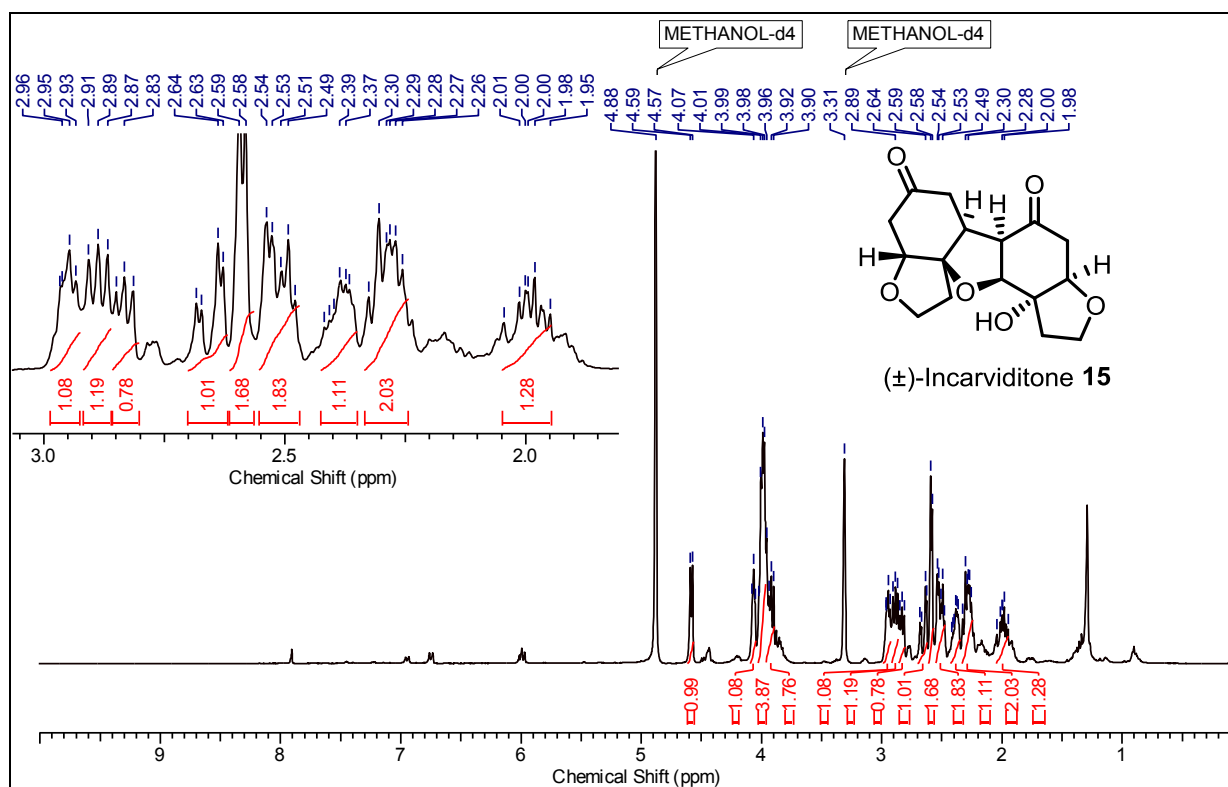 METHANOL-d4 METHANOL-d4
2.96 2.95 2.93 2.91 2.89 2.87 2.83 2.64 2.63 2.59 2.58 2.54 2.53 2.51 2.49 2.39 2.37 2.30 2.29 2.28 2.27 2.26 2.01 2.00 2.00 1.98 1.95
4.88 4.59 4.57 4.07 4.01 3.99 3.98 3.96 3.92 3.90 3.31 2.89 2.64 2.59 2.58 2.54 2.53 2.49 2.30 2.28 2.00 1.98
O
O
H H
H H
O
O
O
HO
(±)-Incarviditone 15
1.08 1.19 0.78 1.01 1.68 1.83 1.11 2.03 1.28
3.0 2.5 2.0
Chemical Shift (ppm)
0.99 1.08 3.87 1.76 1.08 1.19 0.78 1.01 1.68 1.83 1.11 2.03 1.28
9 8 7 6 5 4 3 2 1
Chemical Shift (ppm)